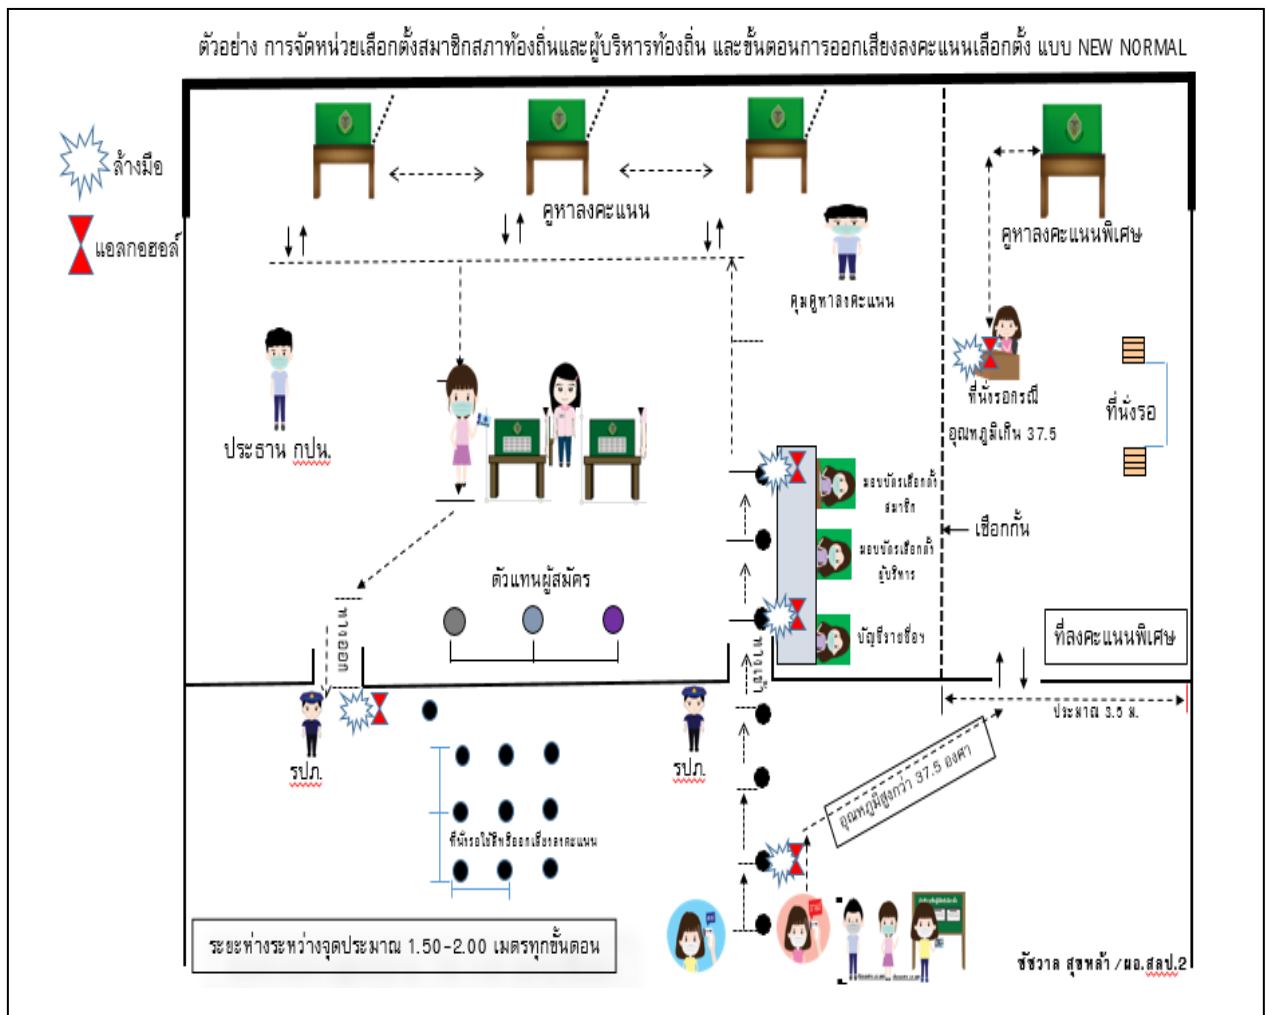 ตัวอย่าง การจัดหน่วยเลือกตั้งสมาชิกสภาท้องถิ่นและผู้บริหารท้องถิ่น และขั้นตอนการออกเสียงลงคะแนนเลือกตั้ง แบบ NEW NORMAL
ล้างมือ
แอลกอฮอล์
คูหาลงคะแนน
คูหาลงคะแนนพิเศษ
คุมคูหาลงคะแนน
ประธาน กปน.
ที่นั่งรอกรณี
อุณหภูมิเกิน 37.5
ที่นั่งรอ
มอบบัตรเลือกตั้ง
สมาชิก
เชือกกั้น
มอบบัตรเลือกตั้ง
ผู้บริหาร
ตัวแทนผู้สมัคร
บัญชีรายชื่อฯ
ที่ลงคะแนนพิเศษ
ทางออก
ทางเข้า
ประมาณ 3.5 ม.
รปภ.
รปภ.
อุณหภูมิสูงกว่า 37.5 องศา
ที่นั่งรอใช้สิทธิออกเสียงลงคะแนน
ระยะห่างระหว่างจุดประมาณ 1.50-2.00 เมตรทุกขั้นตอน
ชัชวาล สุขหล้า /ผอ.สลป.2